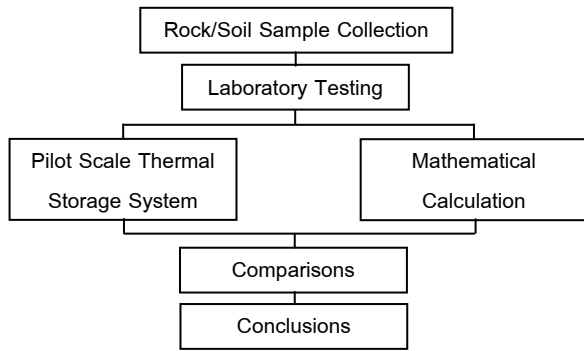 Rock/Soil Sample Collection
Laboratory Testing
Pilot Scale Thermal
Storage System
Mathematical
Calculation
Comparisons
Conclusions